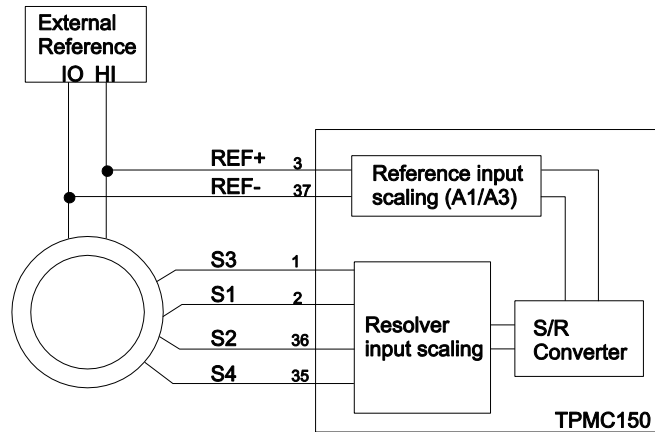 External
Reference
IO HI
REF+ 3
REF- 37
Reference input
scaling (A1/A3)
S3 1
S1 2
S2 36
S4 35
Resolver
input scaling
S/R
Converter
TPMC150